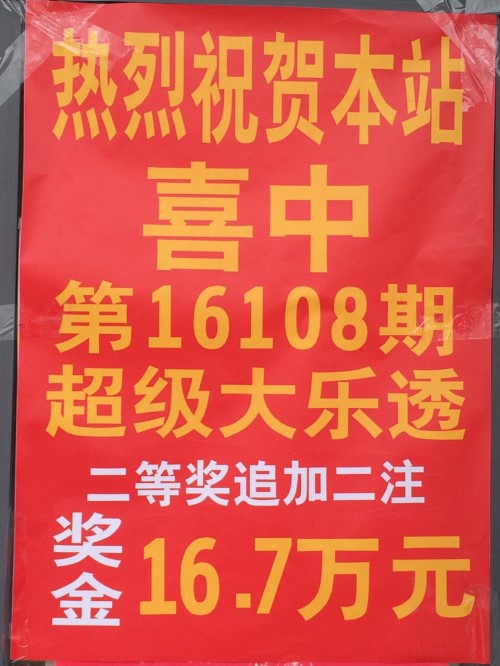 热烈祝贺本站
喜中
第16108期
超级大乐透
二等奖追加二注
奖金 16.7万元